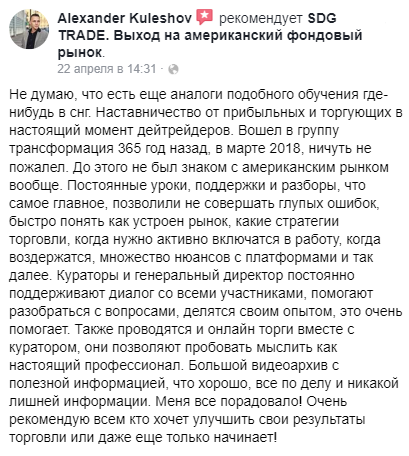 Alexander Kuleshov рекомендует SDG
TRADE. Выход на американский фондовый
рынок.
22 апреля в 14:31 ·
Не думаю, что есть еще аналоги подобного обучения где-
нибудь в снг. Наставничество от прибыльных и торгующих в
настоящий момент дейтрейдеров. Вошел в группу
трансформация 365 год назад, в марте 2018, ничуть не
пожалел. До этого не был знаком с американским рынком
вообще. Постоянные уроки, поддержки и разборы, что
самое главное, позволили не совершать глупых ошибок,
быстро понять как устроен рынок, какие стратегии
торговли, когда нужно активно включатся в работу, когда
воздержатся, множество нюансов с платформами и так
далее. Кураторы и генеральный директор постоянно
поддерживают диалог со всеми участниками, помогают
разобраться с вопросами, делятся своим опытом, это очень
помогает. Также проводятся и онлайн торги вместе с
куратором, они позволяют пробовать мыслить как
настоящий профессионал. Большой видеоархив с
полезной информацией, что хорошо, все по делу и никакой
лишней информации. Меня все порадовало! Очень
рекомендую всем кто хочет улучшить свои результаты
торговли или даже еще только начинает!